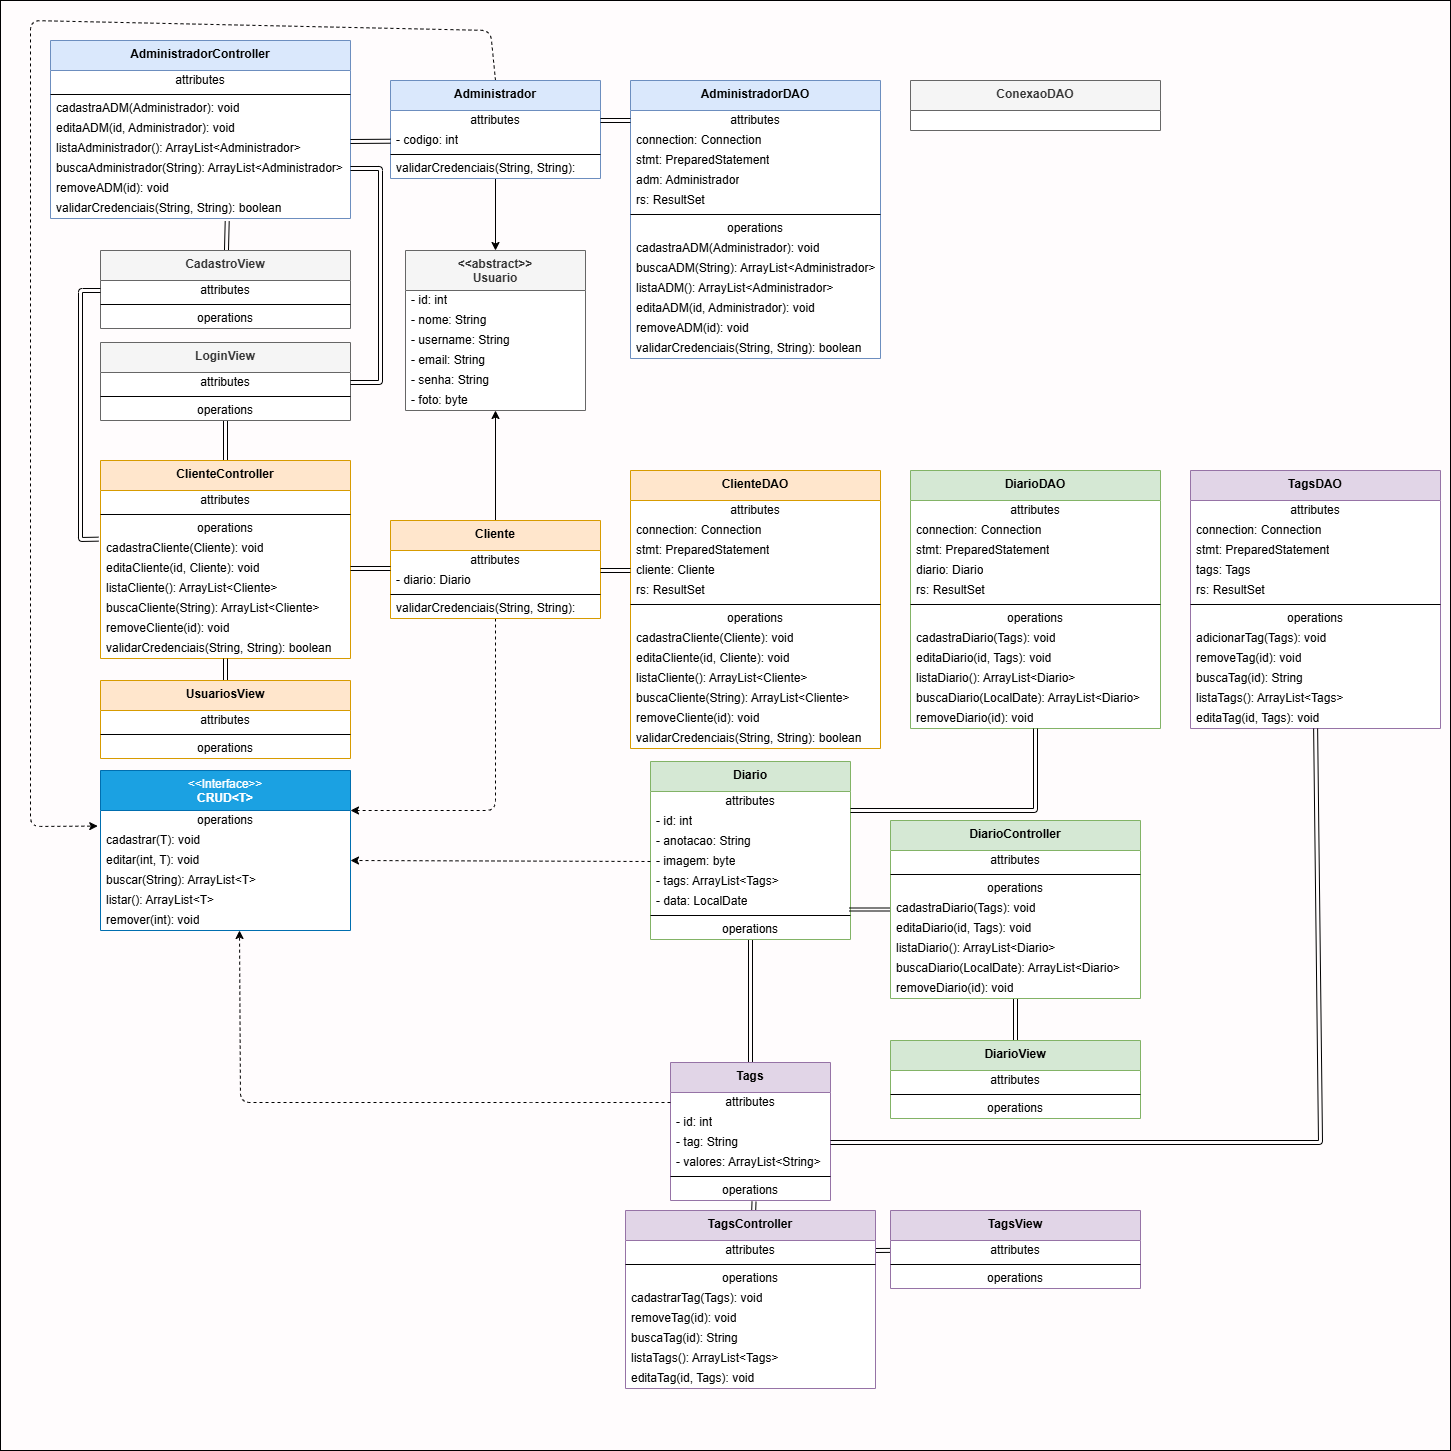 AdministradorController
attributes
cadastraADM(Administrador): void
editaADM(id, Administrador): void
listaAdministrador(): ArrayList<Administrador>
buscaAdministrador(String): ArrayList<Administrador>
removeADM(id): void
validarCredenciais(String, String): boolean
Administrador
attributes
- codigo: int
validarCredenciais(String, String):
AdministradorDAO
attributes
connection: Connection
stmt: PreparedStatement
adm: Administrador
rs: ResultSet
operations
cadastraADM(Administrador): void
buscaADM(String): ArrayList<Administrador>
listaADM(): ArrayList<Administrador>
editaADM(id, Administrador): void
removeADM(id): void
validarCredenciais(String, String): boolean
ConexaoDAO
CadastroView
attributes
operations
LoginView
attributes
operations
<<abstract>>
Usuario
- id: int
- nome: String
- username: String
- email: String
- senha: String
- foto: byte
ClienteController
attributes
operations
cadastraCliente(Cliente): void
editaCliente(id, Cliente): void
listaCliente(): ArrayList<Cliente>
buscaCliente(String): ArrayList<Cliente>
removeCliente(id): void
validarCredenciais(String, String): boolean
Cliente
attributes
- diario: Diario
validarCredenciais(String, String):
ClienteDAO
attributes
connection: Connection
stmt: PreparedStatement
cliente: Cliente
rs: ResultSet
operations
cadastraCliente(Cliente): void
editaCliente(id, Cliente): void
listaCliente(): ArrayList<Cliente>
buscaCliente(String): ArrayList<Cliente>
removeCliente(id): void
validarCredenciais(String, String): boolean
DiarioDAO
attributes
connection: Connection
stmt: PreparedStatement
diario: Diario
rs: ResultSet
operations
cadastraDiario(Tags): void
editaDiario(id, Tags): void
listaDiario(): ArrayList<Diario>
buscaDiario(LocalDate): ArrayList<Diario>
removeDiario(id): void
TagsDAO
attributes
connection: Connection
stmt: PreparedStatement
tags: Tags
rs: ResultSet
operations
adicionarTag(Tags): void
removeTag(id): void
buscaTag(id): String
listaTags(): ArrayList<Tags>
editaTag(id, Tags): void
UsuariosView
attributes
operations
<<Interface>>
CRUD<T>
operations
cadastrar(T): void
editar(int, T): void
buscar(String): ArrayList<T>
listar(): ArrayList<T>
remover(int): void
Diario
attributes
- id: int
- anotacao: String
- imagem: byte
- tags: ArrayList<Tags>
- data: LocalDate
operations
DiarioController
attributes
operations
cadastraDiario(Tags): void
editaDiario(id, Tags): void
listaDiario(): ArrayList<Diario>
buscaDiario(LocalDate): ArrayList<Diario>
removeDiario(id): void
DiarioView
attributes
operations
Tags
attributes
- id: int
- tag: String
- valores: ArrayList<String>
operations
TagsController
attributes
operations
cadastrarTag(Tags): void
removeTag(id): void
buscaTag(id): String
listaTags(): ArrayList<Tags>
editaTag(id, Tags): void
TagsView
attributes
operations